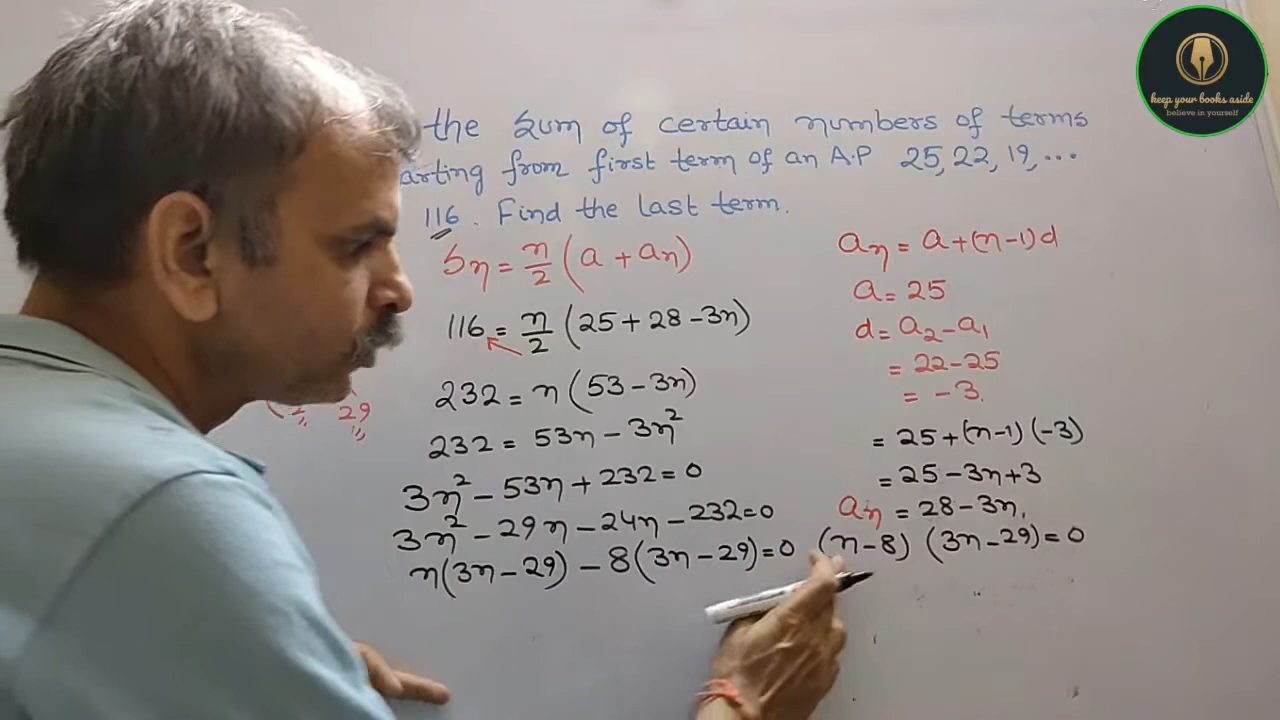 the sum of certain numbers of terms
arting from first term of an A.P 25, 22, 19, ...
116. Find the last term.
Sn = n/2 (a + an)
116 = n/2 (25 + 28 - 3n)
232 = n (53 - 3n)
232 = 53n - 3n²
3n² - 53n + 232 = 0
3n² - 29n - 24n - 232 = 0
n(3n - 29) - 8(3n - 29) = 0
an = a + (n-1)d
a = 25
d = a₂ - a₁
= 22 - 25
= -3.
= 25 + (n-1)(-3)
= 25 - 3n + 3
an = 28 - 3n,
(n - 8) (3n - 29) = 0
29
keep your books aside
believe in yourself